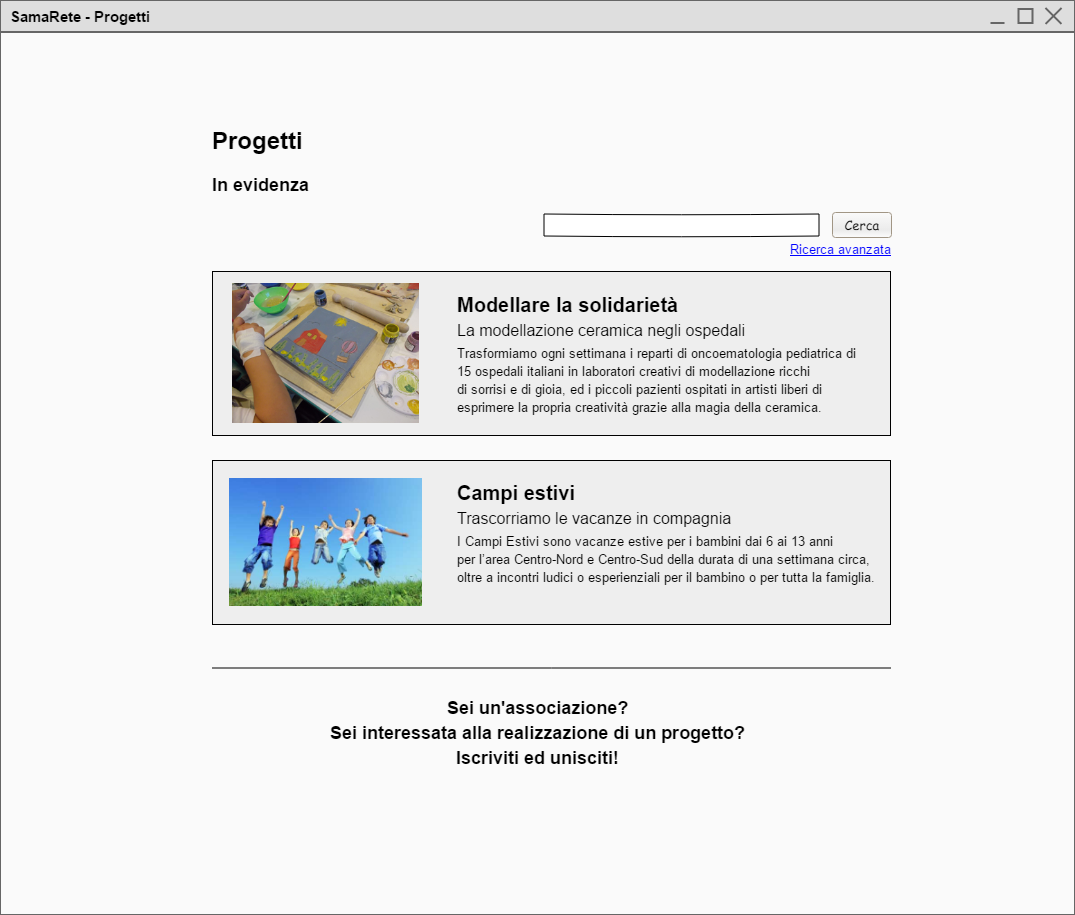 SamaRete - Progetti
Progetti
In evidenza
Cerca
Ricerca avanzata
Modellare la solidarietà
La modellazione ceramica negli ospedali
Trasformiamo ogni settimana i reparti di oncoematologia pediatrica di
15 ospedali italiani in laboratori creativi di modellazione ricchi
di sorrisi e di gioia, ed i piccoli pazienti ospitati in artisti liberi di
esprimere la propria creatività grazie alla magia della ceramica.
Campi estivi
Trascorriamo le vacanze in compagnia
I Campi Estivi sono vacanze estive per i bambini dai 6 ai 13 anni
per l’area Centro-Nord e Centro-Sud della durata di una settimana circa,
oltre a incontri ludici o esperienziali per il bambino o per tutta la famiglia.
Sei un'associazione?
Sei interessata alla realizzazione di un progetto?
Iscriviti ed unisciti!